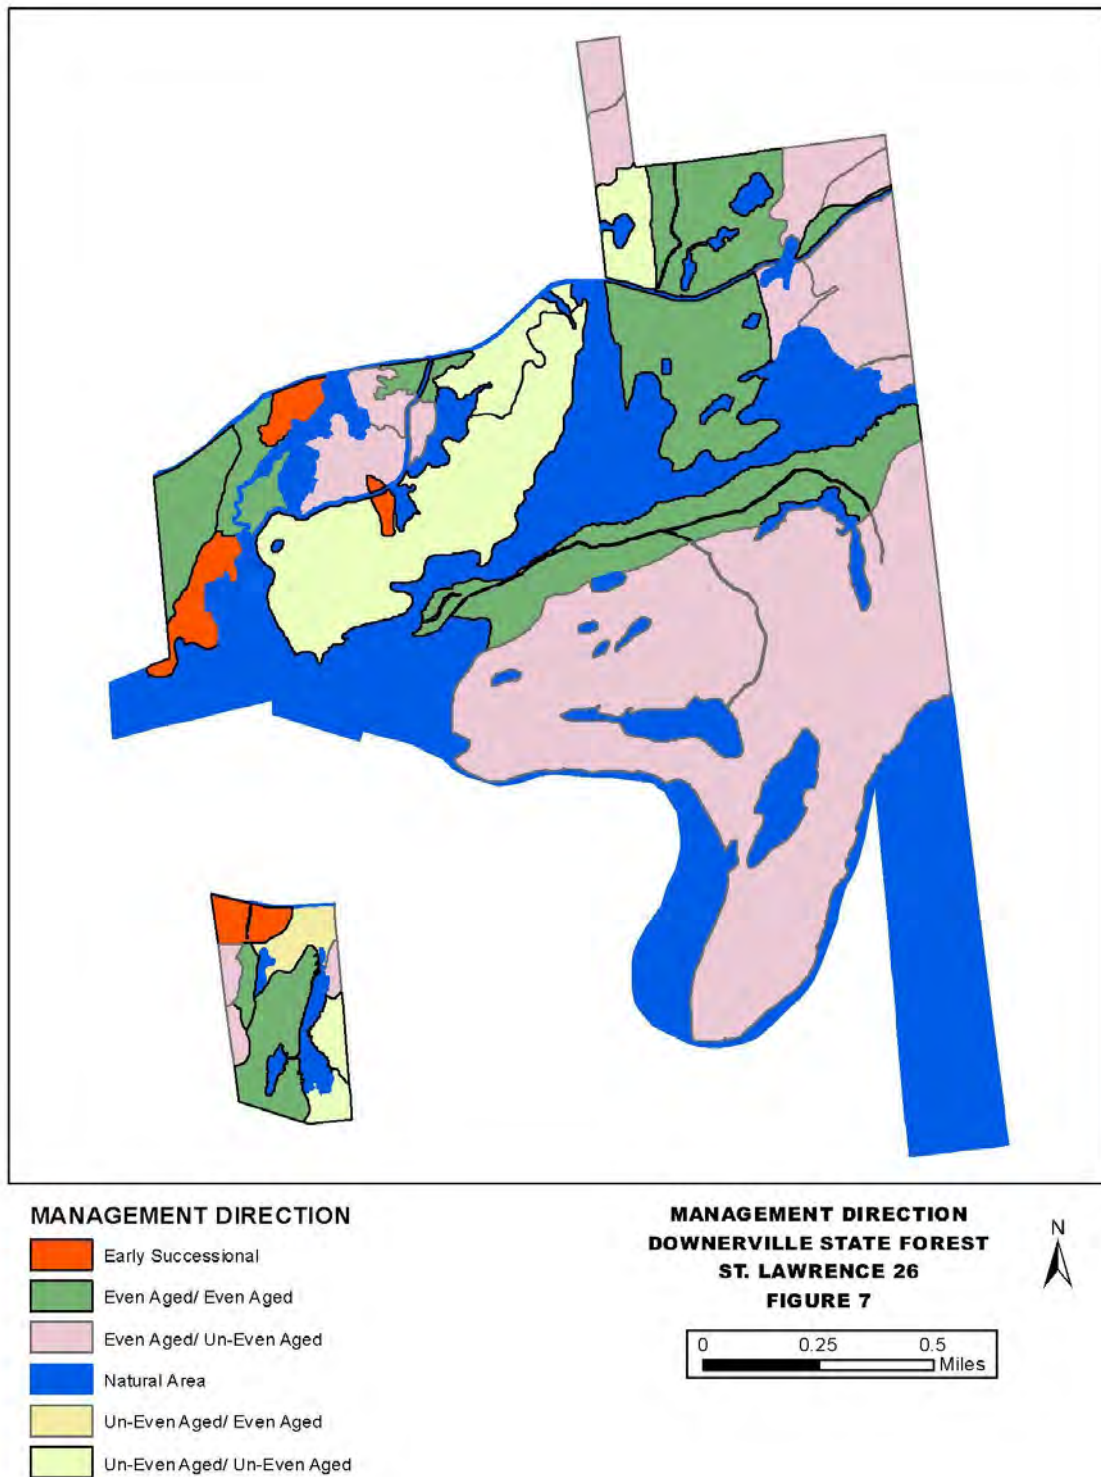 MANAGEMENT DIRECTION
Early Successional
Even Aged/ Even Aged
Even Aged/ Un-Even Aged
Natural Area
Un-Even Aged/ Even Aged
Un-Even Aged/ Un-Even Aged
MANAGEMENT DIRECTION
DOWNERVILLE STATE FOREST
ST. LAWRENCE 26
FIGURE 7
0 0.25 0.5
Miles
N